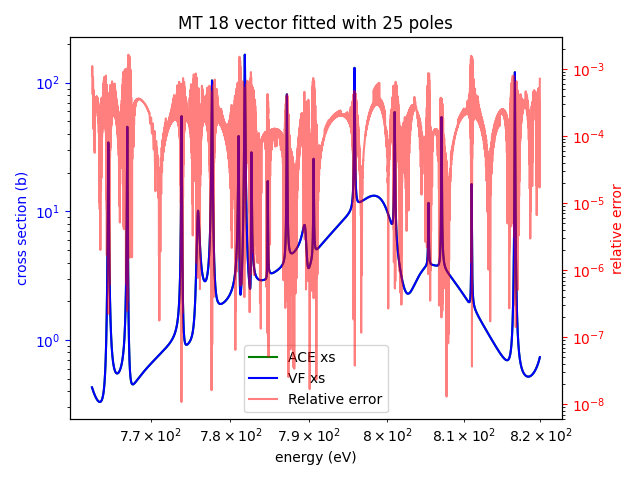 MT 18 vector fitted with 25 poles
cross section (b)
10²
10¹
10⁰
10⁻³
10⁻⁴
10⁻⁵
10⁻⁶
10⁻⁷
10⁻⁸
relative error
ACE xs
VF xs
Relative error
7.7 × 10² 7.8 × 10² 7.9 × 10² 8 × 10² 8.1 × 10² 8.2 × 10²
energy (eV)